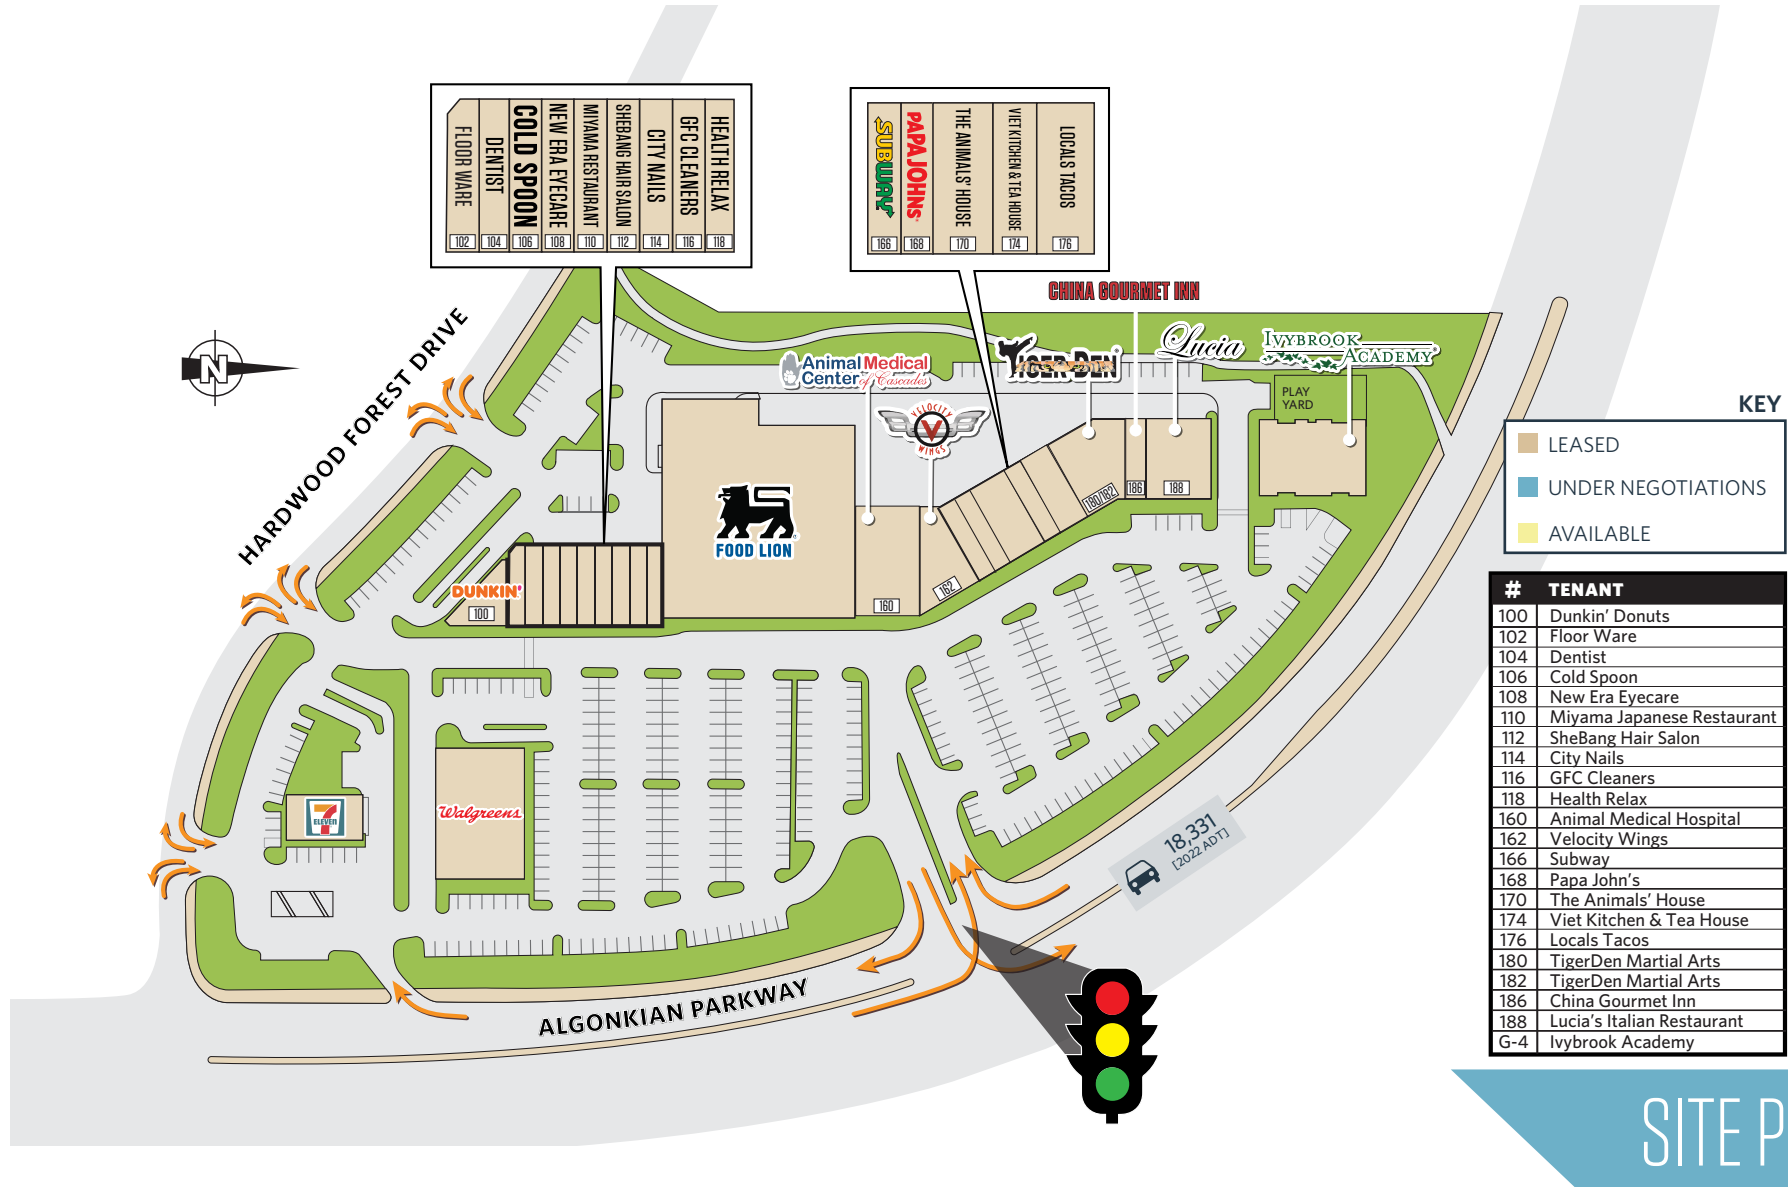 FLOOR WARE
DENTIST
COLD SPOON
NEW ERA EYECARE
MIYAMA RESTAURANT
SHEBANG HAIR SALON
CITY NAILS
GFC CLEANERS
HEALTH RELAX
102
104
106
108
110
112
114
116
118
SUBWAY
PAPA JOHNS
THE ANIMALS' HOUSE
VIET KITCHEN & TEA HOUSE
LOCALS TACOS
166
168
170
174
176
CHINA GOURMET INN
HARDWOOD FOREST DRIVE
N
Animal Medical
Center of Cascades
TIGER DEN
Lucia
IVYBROOK
ACADEMY
VELOCITY
V
WINGS
PLAY
YARD
180/182
186
188
FOOD LION
DUNKIN'
100
160
162
7
ELEVEN
Walgreens
18,331
[2022 ADT]
ALGONKIAN PARKWAY
KEY
LEASED
UNDER NEGOTIATIONS
AVAILABLE
# TENANT
100 Dunkin' Donuts
102 Floor Ware
104 Dentist
106 Cold Spoon
108 New Era Eyecare
110 Miyama Japanese Restaurant
112 SheBang Hair Salon
114 City Nails
116 GFC Cleaners
118 Health Relax
160 Animal Medical Hospital
162 Velocity Wings
166 Subway
168 Papa John's
170 The Animals' House
174 Viet Kitchen & Tea House
176 Locals Tacos
180 TigerDen Martial Arts
182 TigerDen Martial Arts
186 China Gourmet Inn
188 Lucia's Italian Restaurant
G-4 Ivybrook Academy
SITE P